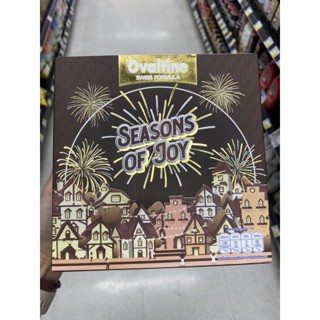 Ovaltine
SWISS FORMULA
SEASONS
OF JOY